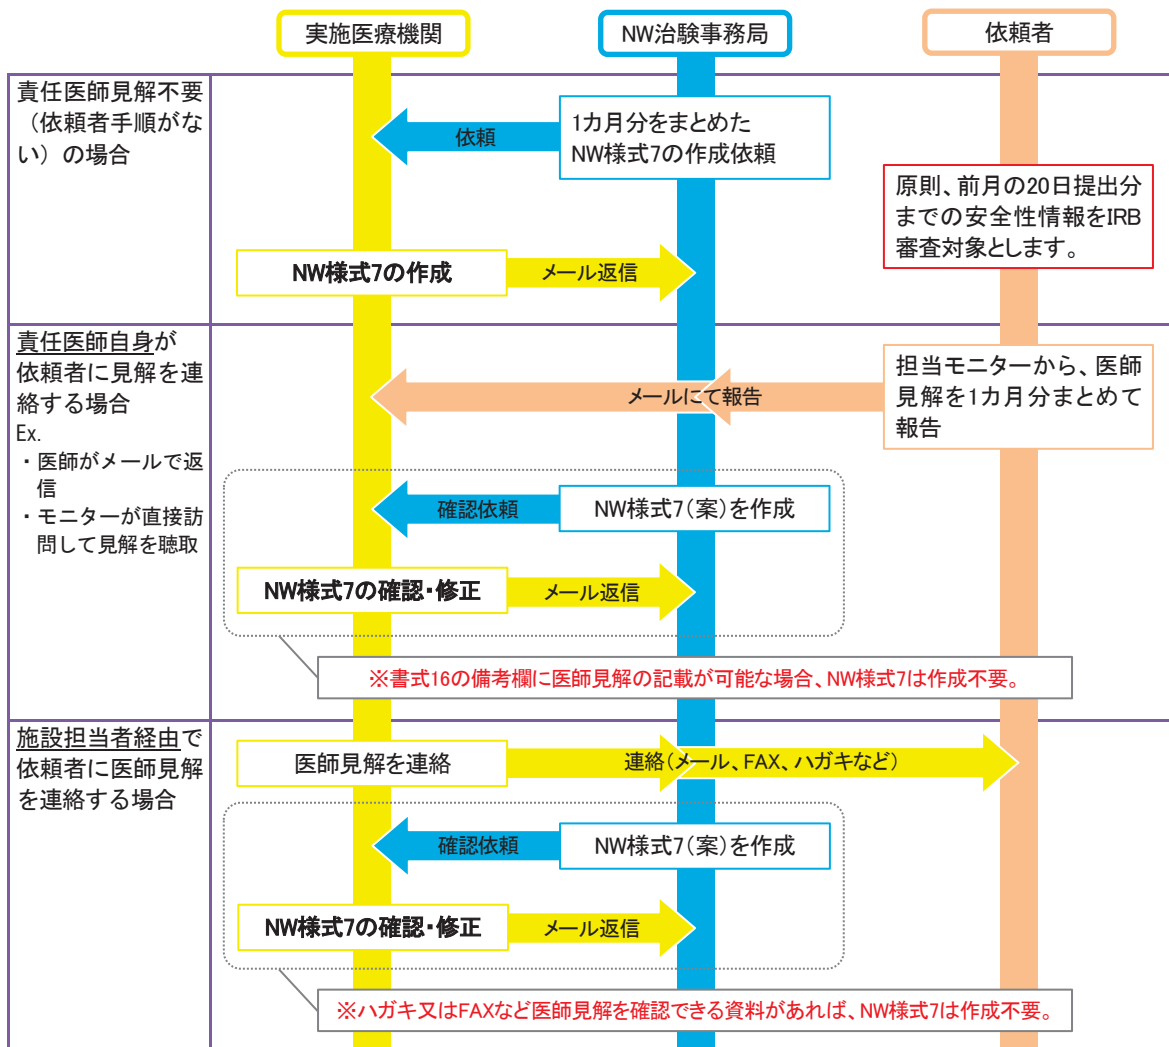 実施医療機関
NW治験事務局
依頼者
責任医師見解不要
（依頼者手順がな
い）の場合
依頼
1カ月分をまとめた
NW様式7の作成依頼
原則、前月の20日提出分
までの安全性情報をIRB
審査対象とします。
NW様式7の作成
メール返信
責任医師自身が
依頼者に見解を連
絡する場合
Ex.
・医師がメールで返
信
・モニターが直接訪
問して見解を聴取
メールにて報告
担当モニターから、医師
見解を1カ月分まとめて
報告
確認依頼
NW様式7（案）を作成
NW様式7の確認・修正
メール返信
※書式16の備考欄に医師見解の記載が可能な場合、NW様式7は作成不要。
施設担当者経由で
依頼者に医師見解
を連絡する場合
医師見解を連絡
連絡（メール、FAX、ハガキなど）
確認依頼
NW様式7（案）を作成
NW様式7の確認・修正
メール返信
※ハガキ又はFAXなど医師見解を確認できる資料があれば、NW様式7は作成不要。